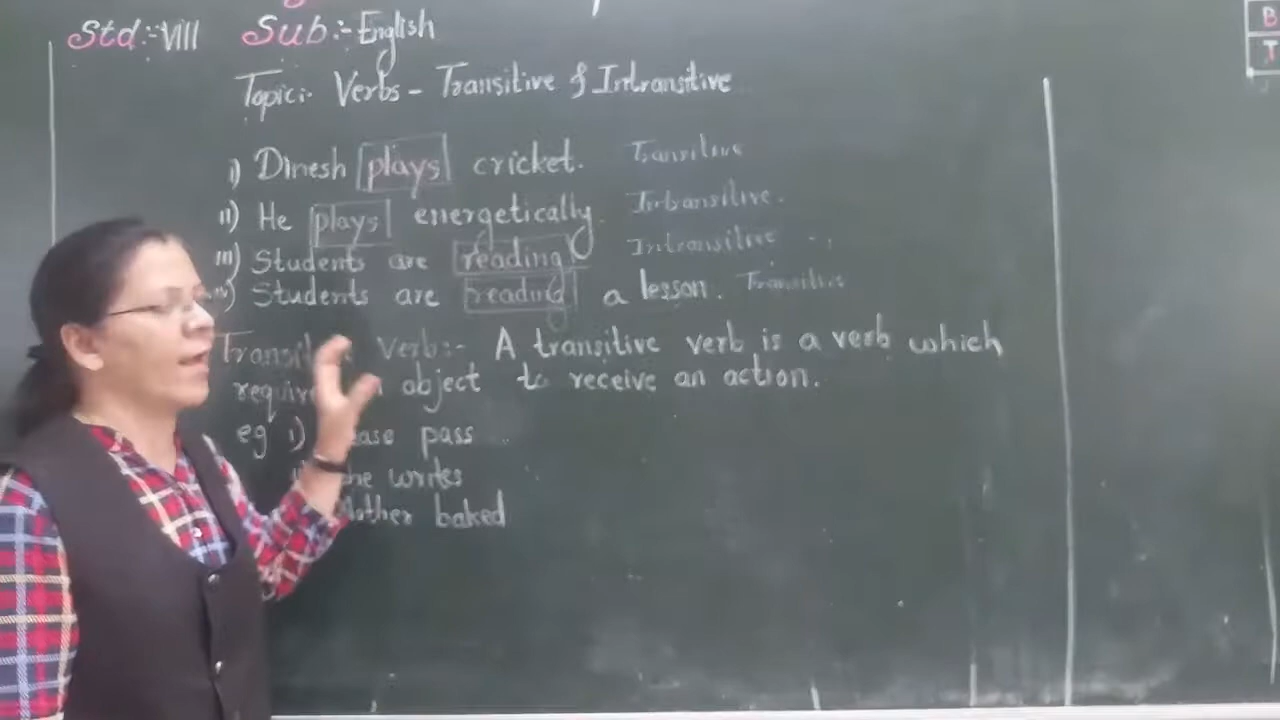 Std:-VIII Sub:- English
Topic:- Verbs - Transitive & Intransitive
i) Dinesh plays cricket. Transitive
ii) He plays energetically. Intransitive.
iii) Students are reading Intransitive
Students are reading a lesson. Transitive
Verb:- A transitive verb is a verb which
object to receive an action.
eg i) pass
writes
baked
B
T